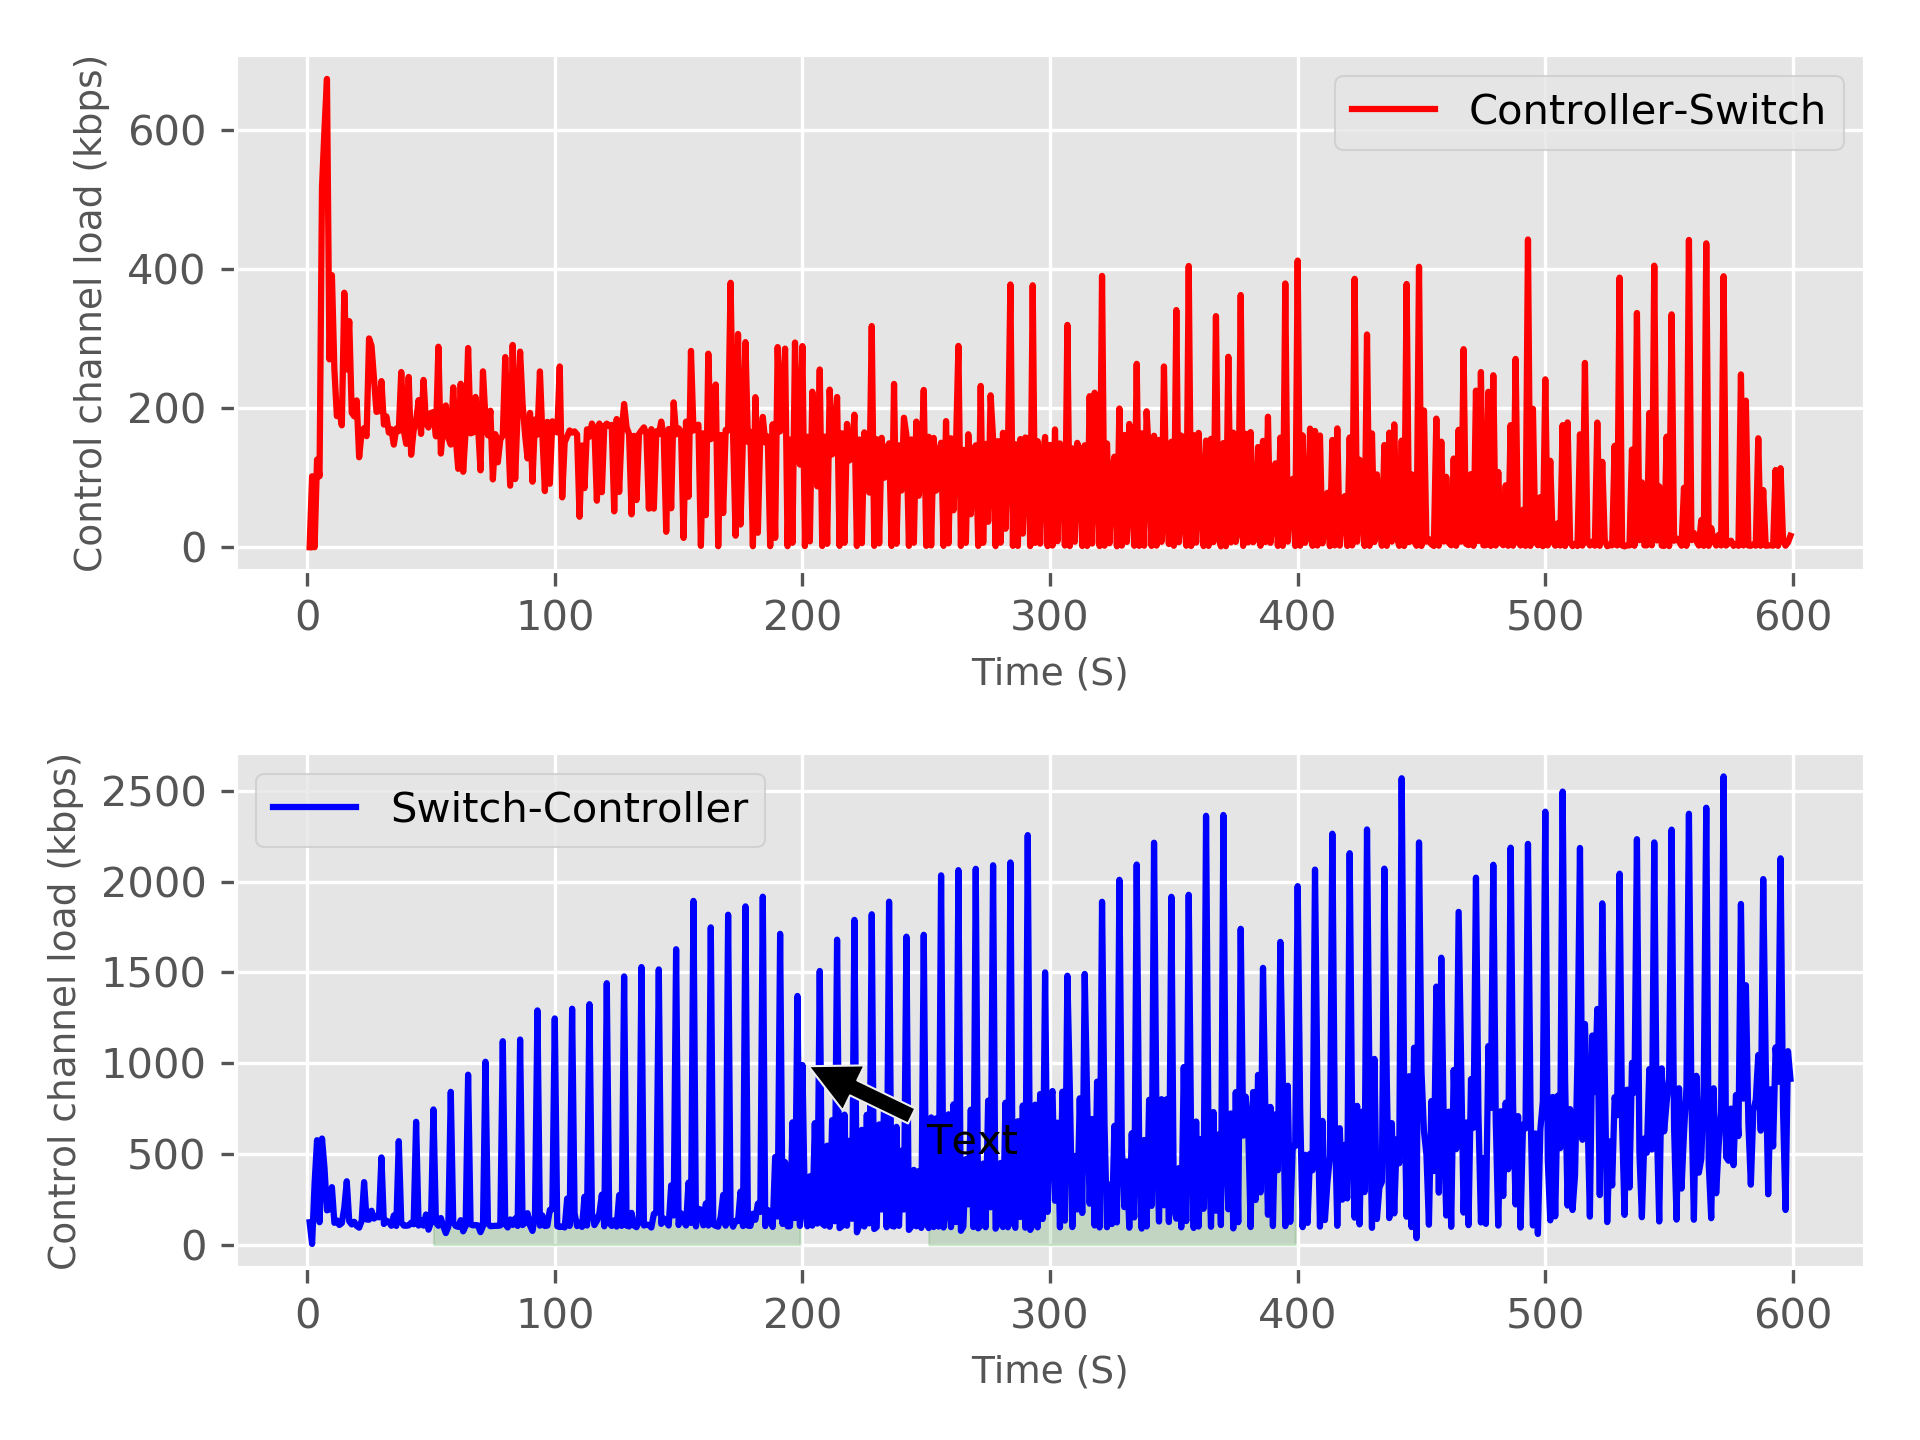 Control channel load (kbps)
600
400
200
0
Controller-Switch
0 100 200 300 400 500 600
Time (S)
Control channel load (kbps)
2500
2000
1500
1000
500
0
Switch-Controller
Text
0 100 200 300 400 500 600
Time (S)